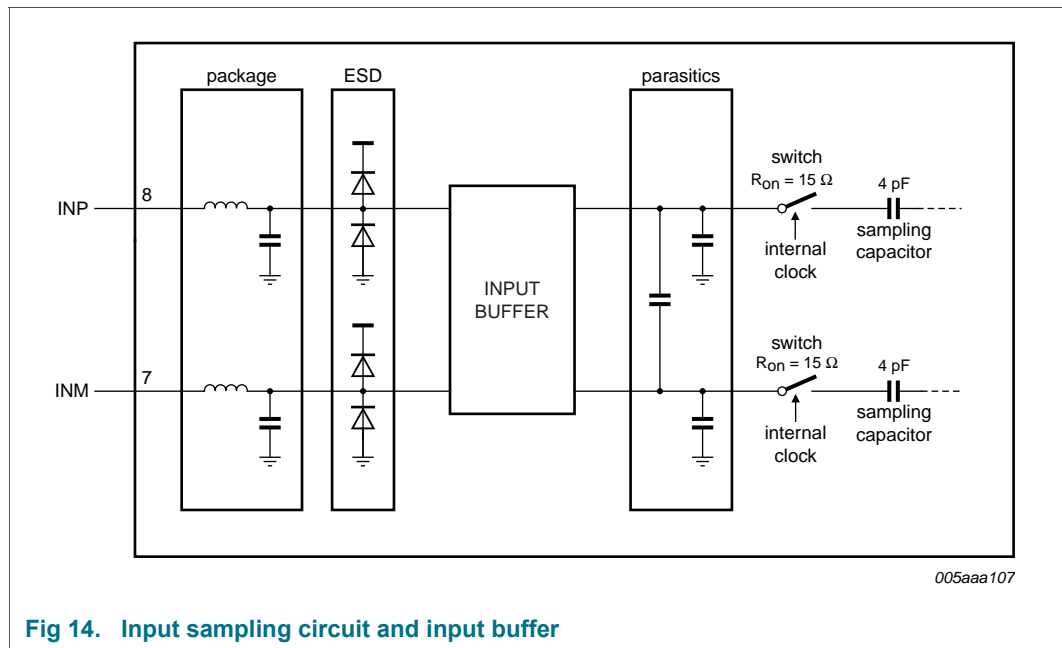 package
ESD
parasitics
switch
Ron = 15 Ω
4 pF
8
INP
internal
clock
sampling
capacitor
INPUT
BUFFER
switch
Ron = 15 Ω
4 pF
7
INM
internal
clock
sampling
capacitor
005aaa107
Fig 14. Input sampling circuit and input buffer